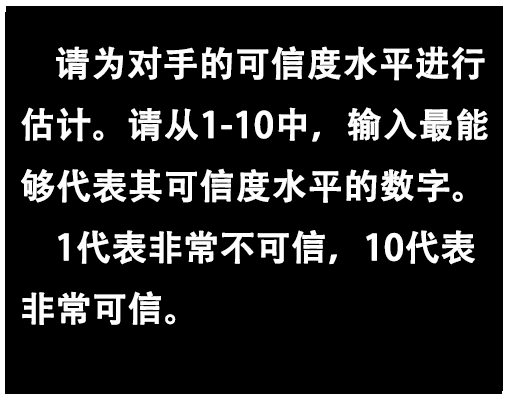 请为对手的可信度水平进行
估计。请从1-10中，输入最能
够代表其可信度水平的数字。
1代表非常不可信，10代表
非常可信。